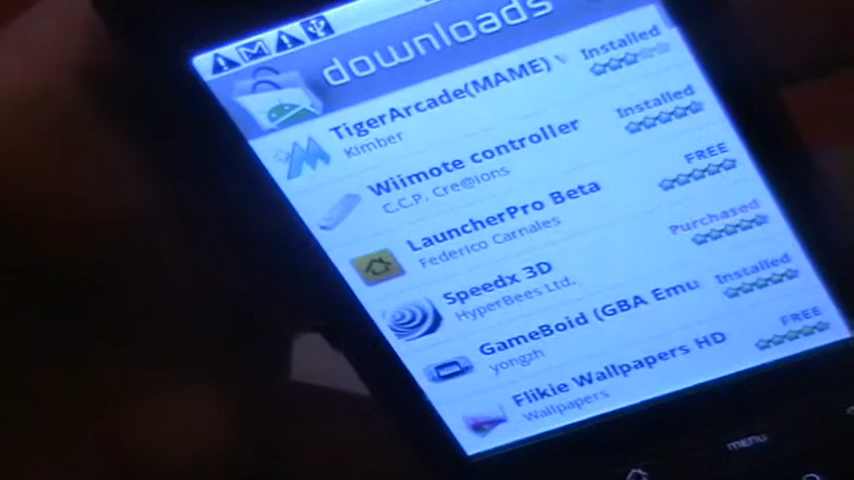 downloads
TigerArcade(MAME)
Kimber
Installed
Wiimote controller
C.C.P. Cre@ions
Installed
LauncherPro Beta
Federico Carnales
FREE
Speedx 3D
HyperBees Ltd.
Purchased
GameBoid (GBA Emu
yongzh
Installed
Flikie Wallpapers HD
Wallpapers
FREE
menu